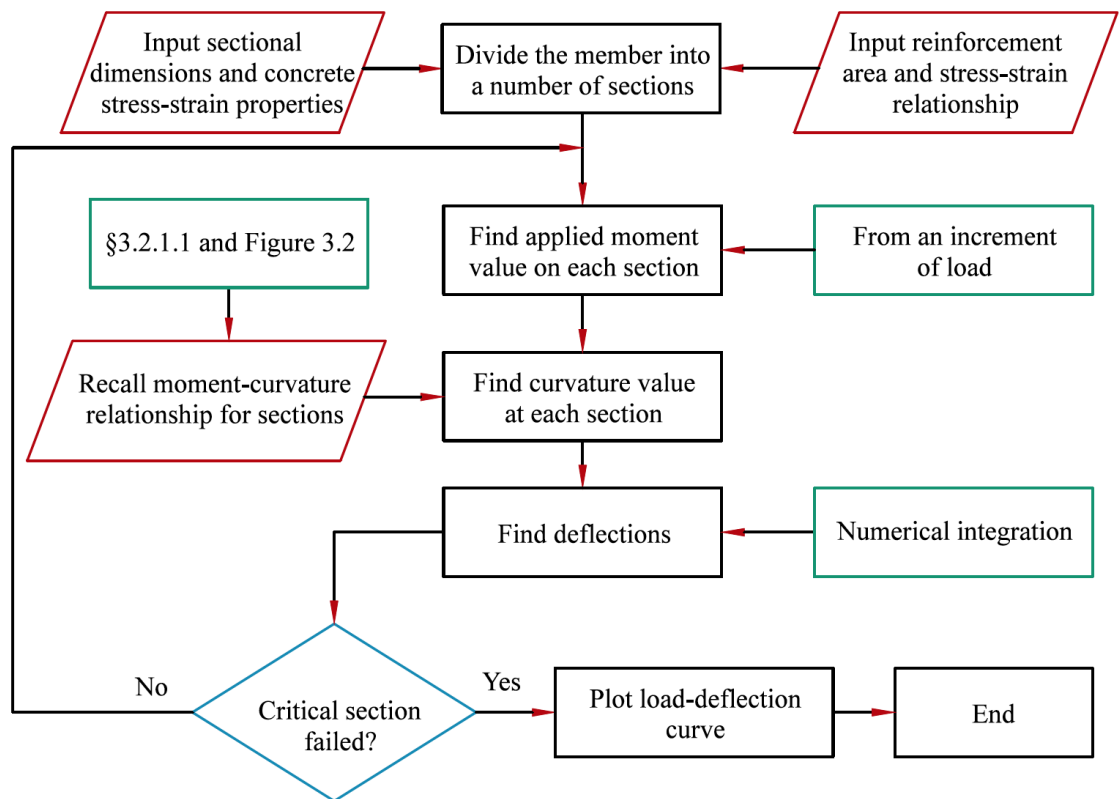 Input sectional
dimensions and concrete
stress-strain properties
Divide the member into
a number of sections
Input reinforcement
area and stress-strain
relationship
§3.2.1.1 and Figure 3.2
Find applied moment
value on each section
From an increment
of load
Recall moment-curvature
relationship for sections
Find curvature value
at each section
Find deflections
Numerical integration
No
Critical section
failed?
Yes
Plot load-deflection
curve
End